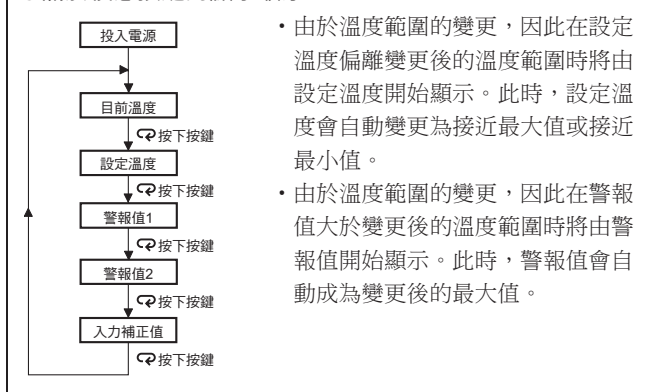 投入電源
目前溫度
按下按鍵
設定溫度
按下按鍵
警報值1
按下按鍵
警報值2
按下按鍵
入力補正值
按下按鍵
・由於溫度範圍的變更，因此在設定
溫度偏離變更後的溫度範圍時將由
設定溫度開始顯示。此時，設定溫
度會自動變更為接近最大值或接近
最小值。
・由於溫度範圍的變更，因此在警報
值大於變更後的溫度範圍時將由警
報值開始顯示。此時，警報值會自
動成為變更後的最大值。